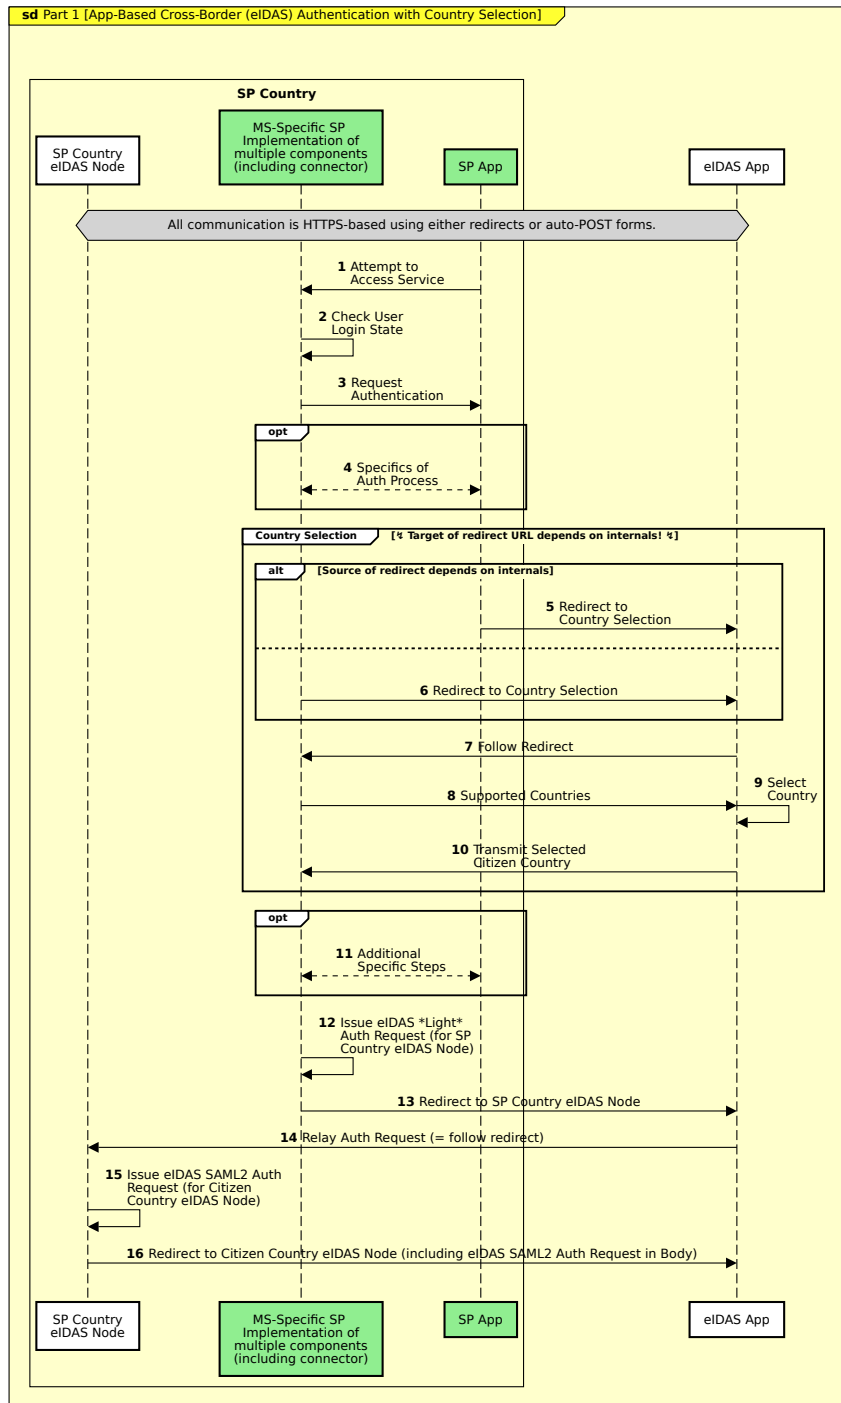 sd Part 1 [App-Based Cross-Border (eIDAS) Authentication with Country Selection]
SP Country
SP Country
eIDAS Node
MS-Specific SP
Implementation of
multiple components
(including connector)
SP App
eIDAS App
All communication is HTTPS-based using either redirects or auto-POST forms.
1 Attempt to
Access Service
2 Check User
Login State
3 Request
Authentication
opt
4 Specifics of
Auth Process
Country Selection [↯ Target of redirect URL depends on internals! ↯]
alt [Source of redirect depends on internals]
5 Redirect to
Country Selection
6 Redirect to Country Selection
7 Follow Redirect
8 Supported Countries
9 Select
Country
10 Transmit Selected
Citizen Country
opt
11 Additional
Specific Steps
12 Issue eIDAS *Light*
Auth Request (for SP
Country eIDAS Node)
13 Redirect to SP Country eIDAS Node
14 Relay Auth Request (= follow redirect)
15 Issue eIDAS SAML2 Auth
Request (for Citizen
Country eIDAS Node)
16 Redirect to Citizen Country eIDAS Node (including eIDAS SAML2 Auth Request in Body)
SP Country
eIDAS Node
MS-Specific SP
Implementation of
multiple components
(including connector)
SP App
eIDAS App